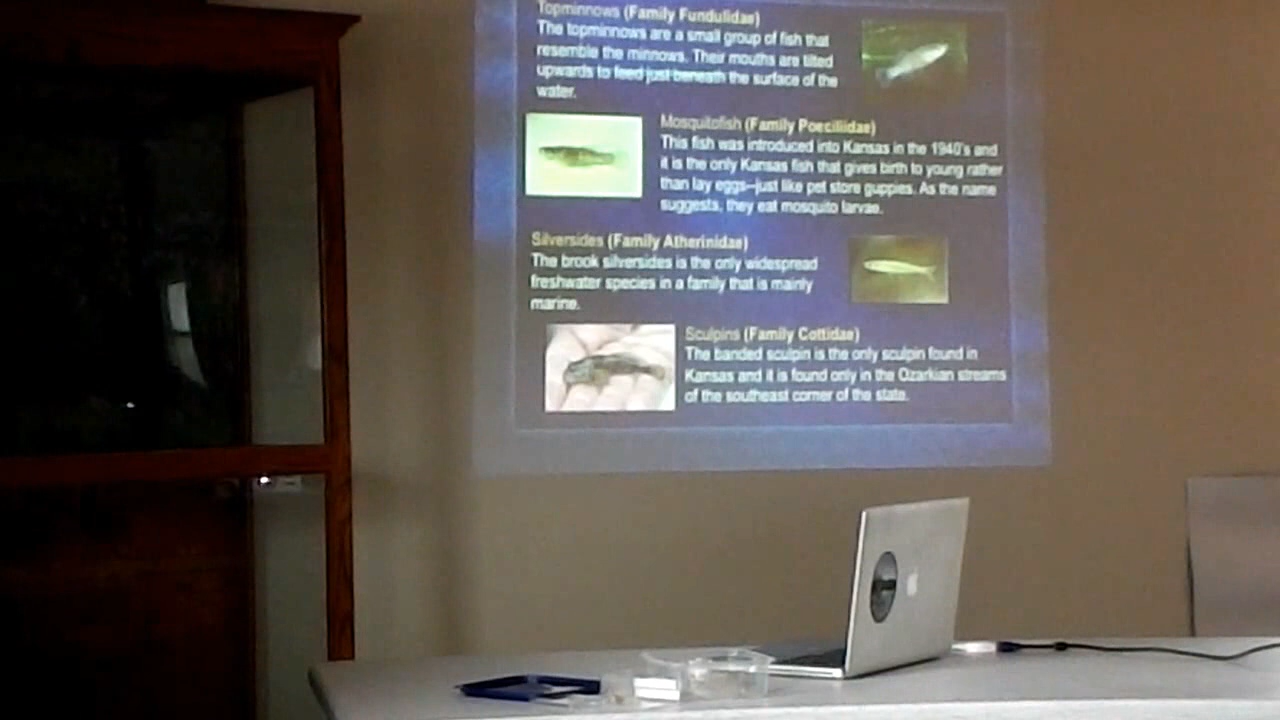 Topminnows (Family Fundulidae)
The topminnows are a small group of fish that
resemble the minnows. Their mouths are tilted
upwards to feed just beneath the surface of the
water.
Mosquitofish (Family Poeciliidae)
This fish was introduced into Kansas in the 1940's and
it is the only Kansas fish that gives birth to young rather
than lay eggs--just like pet store guppies. As the name
suggests, they eat mosquito larvae.
Silversides (Family Atherinidae)
The brook silversides is the only widespread
freshwater species in a family that is mainly
marine.
Sculpins (Family Cottidae)
The banded sculpin is the only sculpin found in
Kansas and it is found only in the Ozarkian streams
of the southeast corner of the state.